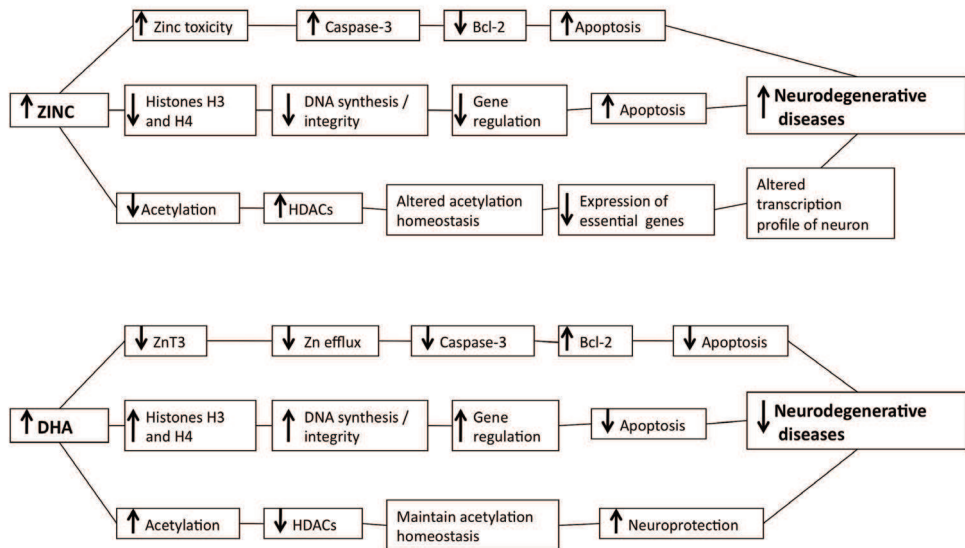 ↑ Zinc toxicity
↑ Caspase-3
↓ Bcl-2
↑ Apoptosis
↑ ZINC
↓ Histones H3
and H4
↓ DNA synthesis /
integrity
↓ Gene
regulation
↑ Apoptosis
↑ Neurodegenerative
diseases
↓ Acetylation
↑ HDACs
Altered acetylation
homeostasis
↓ Expression of
essential genes
Altered
transcription
profile of neuron
↓ ZnT3
↓ Zn efflux
↓ Caspase-3
↑ Bcl-2
↓ Apoptosis
↑ DHA
↑ Histones H3
and H4
↑ DNA synthesis /
integrity
↑ Gene
regulation
↓ Apoptosis
↓ Neurodegenerative
diseases
↑ Acetylation
↓ HDACs
Maintain acetylation
homeostasis
↑ Neuroprotection